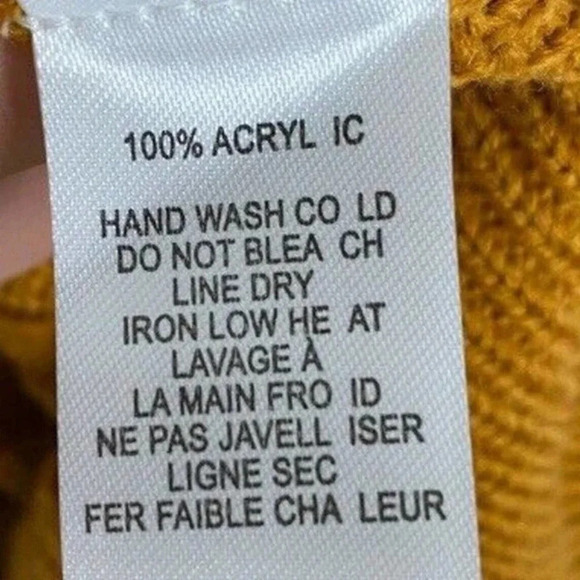 100% ACRYL IC
HAND WASH CO LD
DO NOT BLEA CH
LINE DRY
IRON LOW HE AT
LAVAGE À
LA MAIN FRO ID
NE PAS JAVELL ISER
LIGNE SEC
FER FAIBLE CHA LEUR